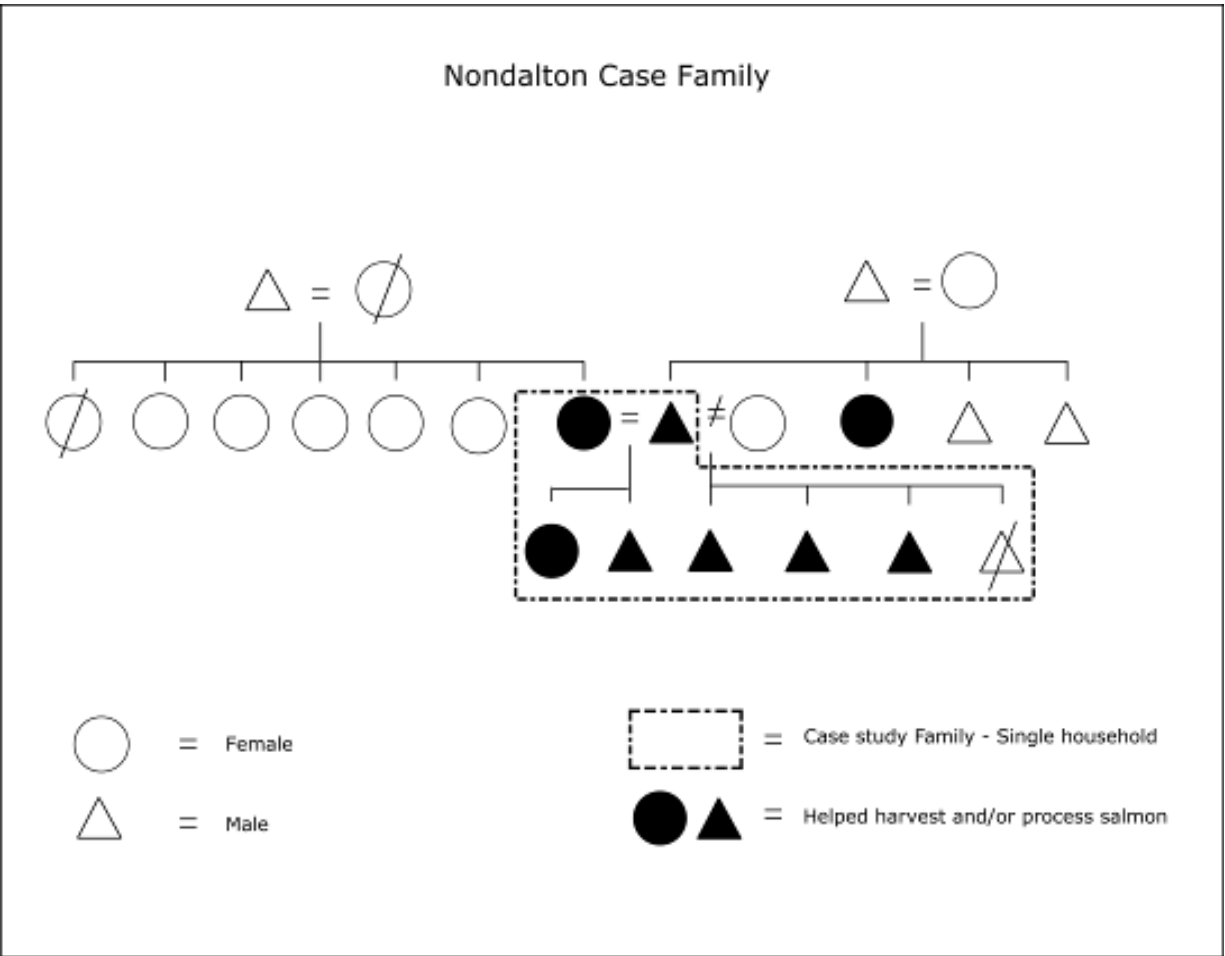 Nondalton Case Family
=
=
= ≠
= Female
= Case study Family - Single household
= Male
= Helped harvest and/or process salmon